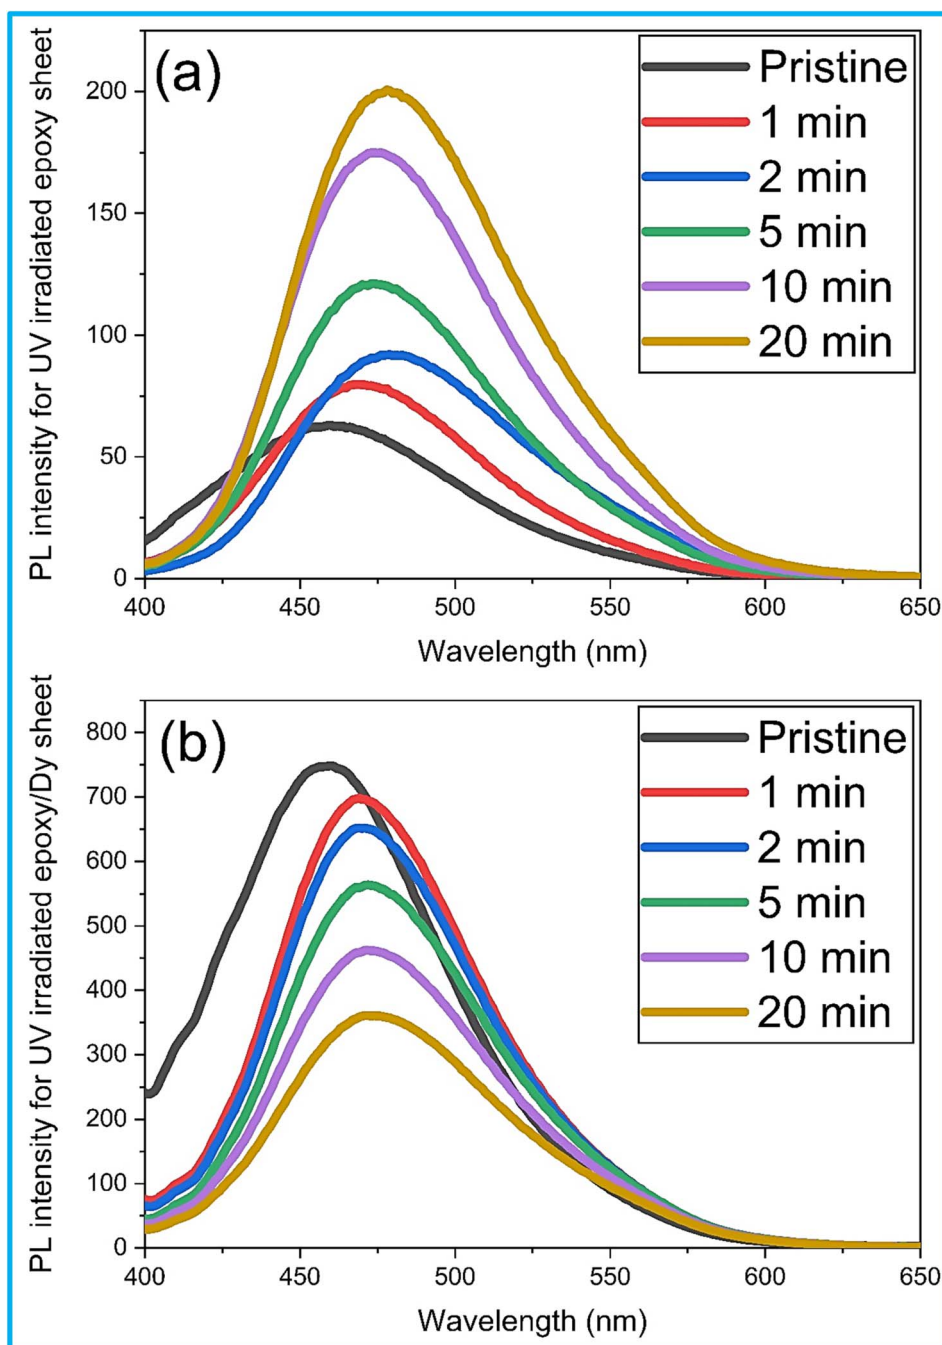 (a)
PL intensity for UV irradiated epoxy sheet
200
150
100
50
0
Pristine
1 min
2 min
5 min
10 min
20 min
400 450 500 550 600 650
Wavelength (nm)
(b)
PL intensity for UV irradiated epoxy/Dy sheet
800
700
600
500
400
300
200
100
0
Pristine
1 min
2 min
5 min
10 min
20 min
400 450 500 550 600 650
Wavelength (nm)